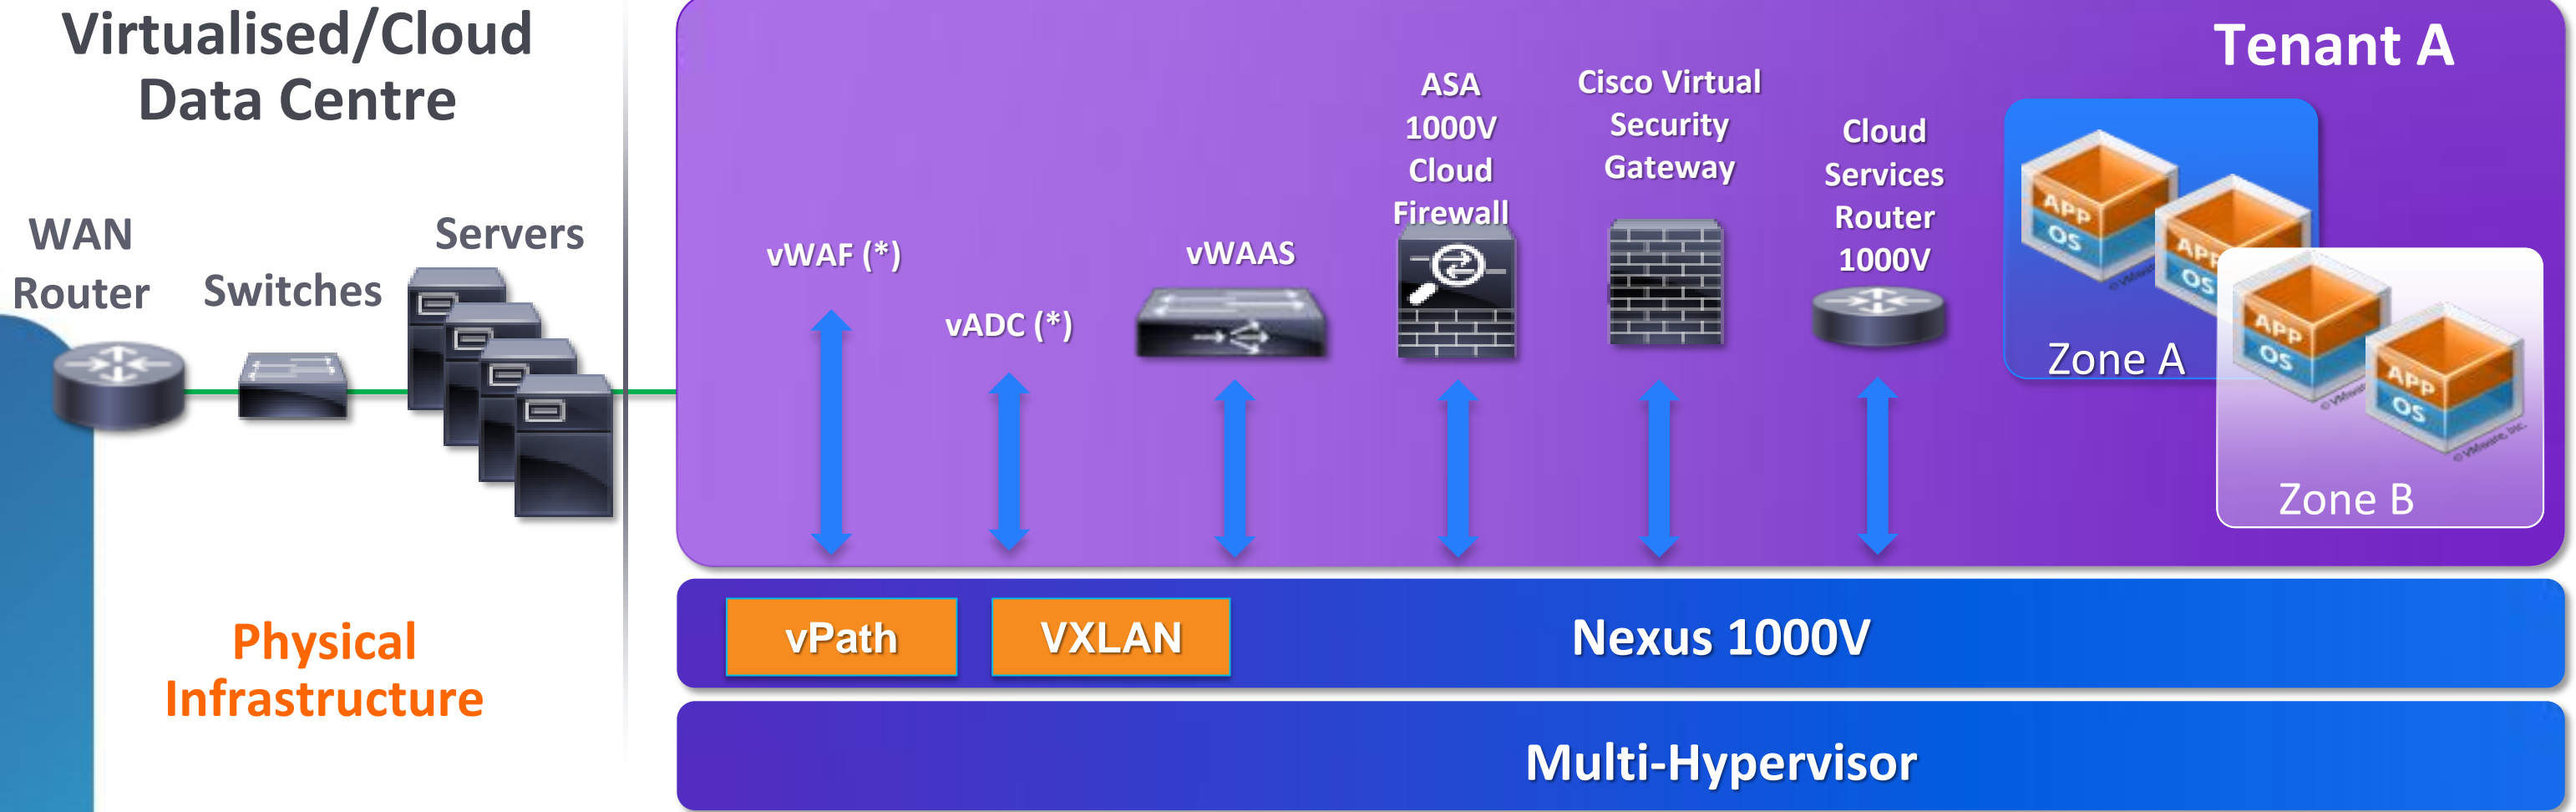 Virtualised/Cloud
Data Centre
WAN
Router
Switches
Servers
Physical
Infrastructure
Tenant A
vWAF (*)
vADC (*)
vWAAS
ASA
1000V
Cloud
Firewall
Cisco Virtual
Security
Gateway
Cloud
Services
Router
1000V
APP
OS
APP
OS
Zone A
APP
OS
APP
OS
© VMware, Inc.
Zone B
vPath
VXLAN
Nexus 1000V
Multi-Hypervisor